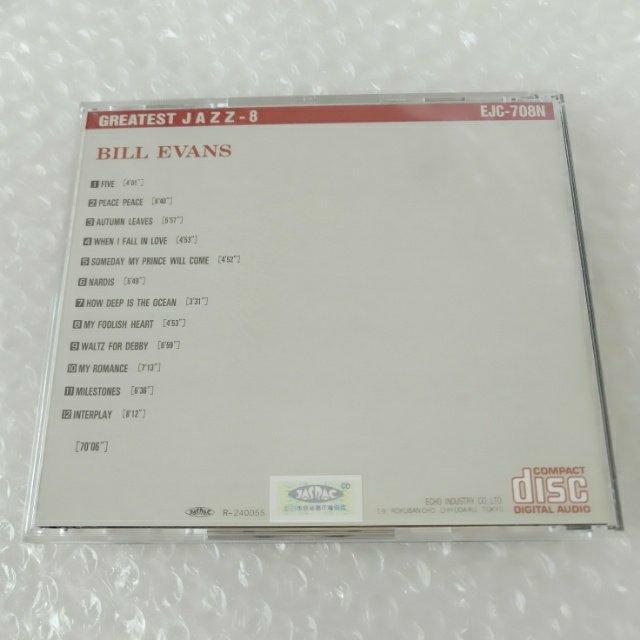 GREATEST JAZZ-8 EJC-708N
BILL EVANS
1 FIVE [4'01"]
2 PEACE PEACE [6'40"]
3 AUTUMN LEAVES [5'57"]
4 WHEN I FALL IN LOVE [4'53"]
5 SOMEDAY MY PRINCE WILL COME [4'52"]
6 NARDIS [5'49"]
7 HOW DEEP IS THE OCEAN [3'31"]
8 MY FOOLISH HEART [4'53"]
9 WALTZ FOR DEBBY [6'59"]
10 MY ROMANCE [7'13"]
11 MILESTONES [6'36"]
12 INTERPLAY [8'12"]
[70'06"]
JASRAC R-240055
JASRAC
ECHO INDUSTRY CO.,LTD.
CHIYODA-KU, TOKYO
COMPACT
disc
DIGITAL AUDIO